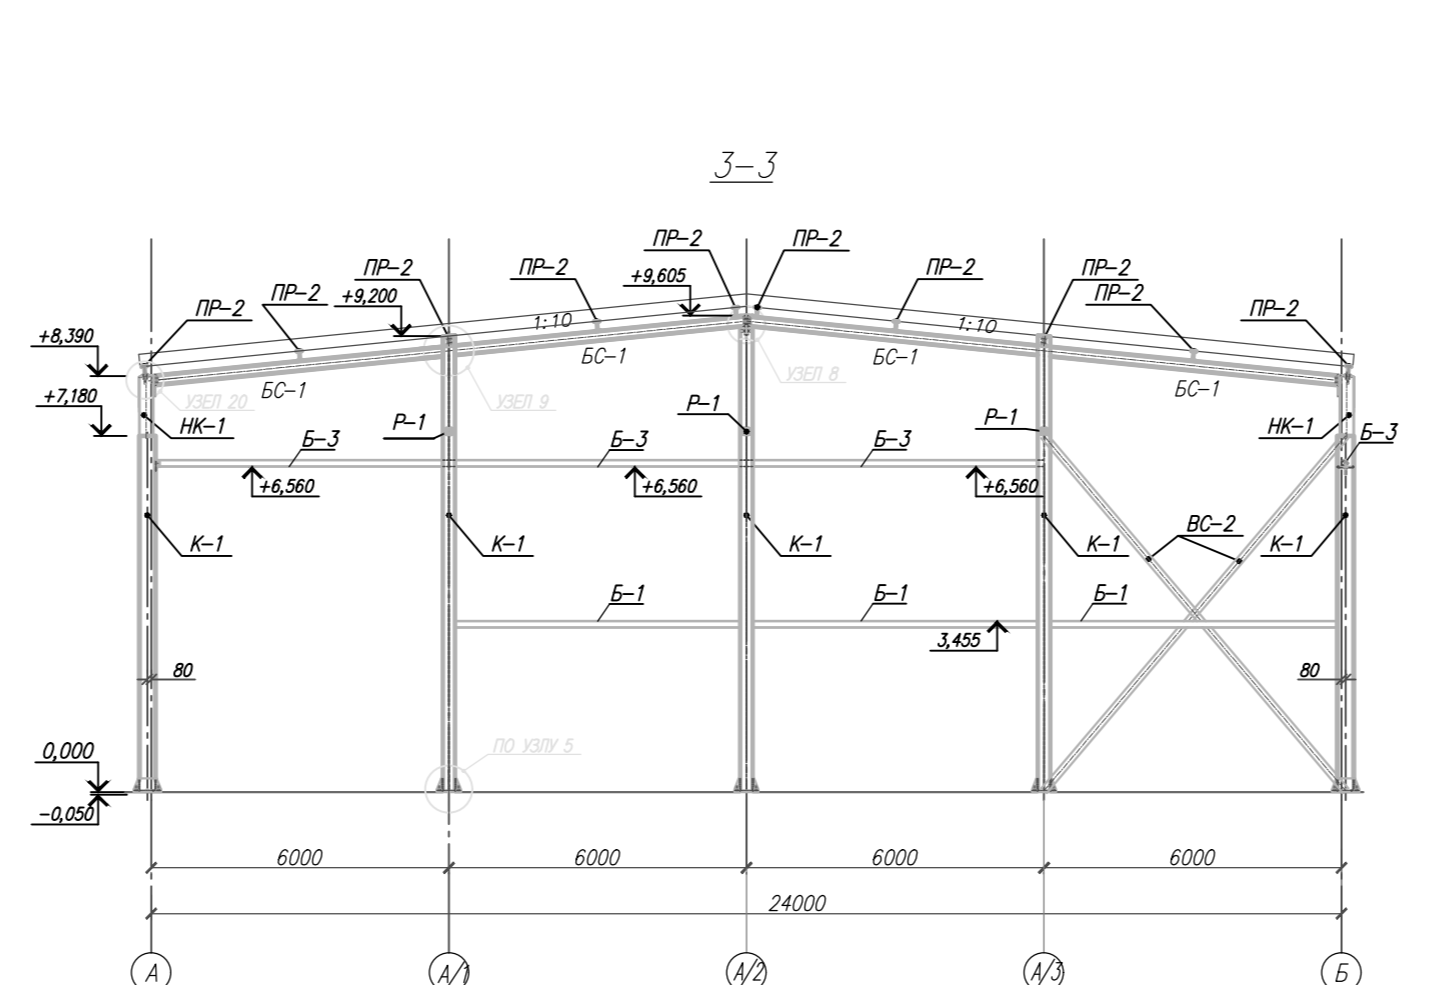 3-3
ПР-2
ПР-2
ПР-2
ПР-2
ПР-2
ПР-2
+9,605
ПР-2
ПР-2
+9,200
ПР-2
ПР-2
1:10
1:10
+8,390
БС-1
БС-1
БС-1
БС-1
УЗЕЛ 8
+7,180
УЗЕЛ 20
УЗЕЛ 9
НК-1
Р-1
Р-1
Р-1
НК-1
Б-3
Б-3
Б-3
Б-3
+6,560
+6,560
+6,560
ВС-2
К-1
К-1
К-1
К-1
К-1
Б-1
Б-1
Б-1
3,455
80
80
ПО УЗЛУ 5
0,000
-0,050
6000
6000
6000
6000
24000
А
А/1
А/2
А/3
Б